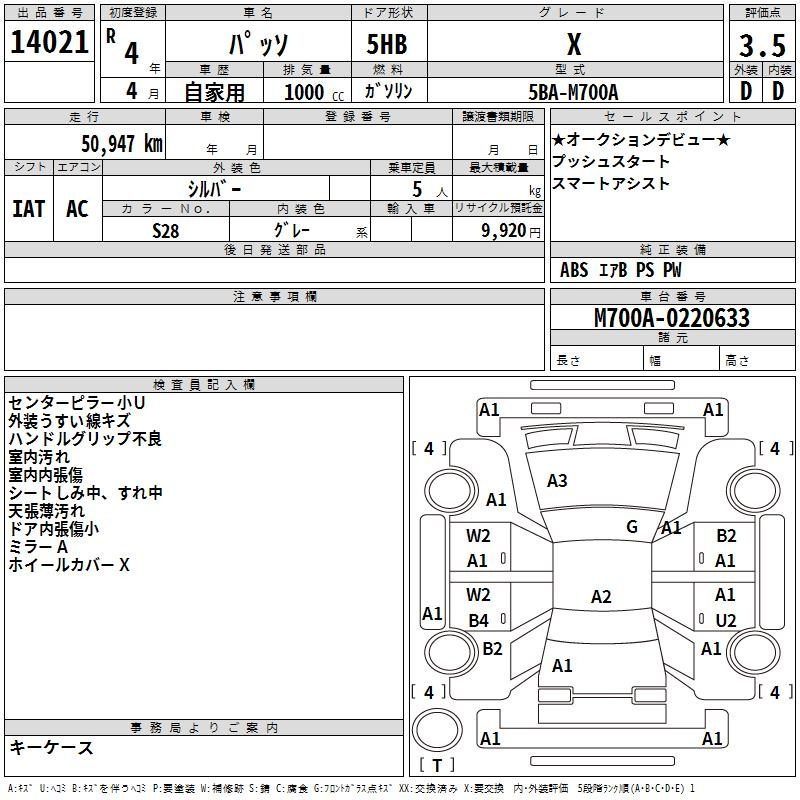 出品番号
14021
初度登録
R 4 年
4 月
車名
パッソ
ドア形状
5HB
グレード
X
評価点
3.5
外装 内装
D D
車歴
自家用
排気量
1000 CC
燃料
ガソリン
型式
5BA-M700A
走行
50,947 km
車検
年 月
登録番号
譲渡書類期限
月 日
シフト
IAT
エアコン
AC
外装色
シルバー
乗車定員
5 人
最大積載量
kg
カラーNo.
S28
内装色
グレー 系
輸入車
リサイクル預託金
9,920 円
後日発送部品
セールスポイント
★オークションデビュー★
プッシュスタート
スマートアシスト
純正装備
ABS エアB PS PW
注意事項欄
車台番号
M700A-0220633
諸元
長さ 幅 高さ
検査員記入欄
センターピラー小U
外装うすい線キズ
ハンドルグリップ不良
室内汚れ
室内内張傷
シートしみ中、すれ中
天張薄汚れ
ドア内張傷小
ミラーA
ホイールカバーX
事務局よりご案内
キーケース
A1 A1
[ 4 ] [ 4 ]
A3
A1
G A1
W2 B2
A1 A1
W2 A2 A1
A1 B4 U2
B2 A1
A1
[ 4 ] [ 4 ]
A1 A1
[ T ]
A:キズ U:ヘコミ B:キズを伴うヘコミ P:要塗装 W:補修跡 S:錆 C:腐食 G:フロントガラス点キズ XX:交換済み X:要交換 内・外装評価 5段階ランク順(A・B・C・D・E) 1